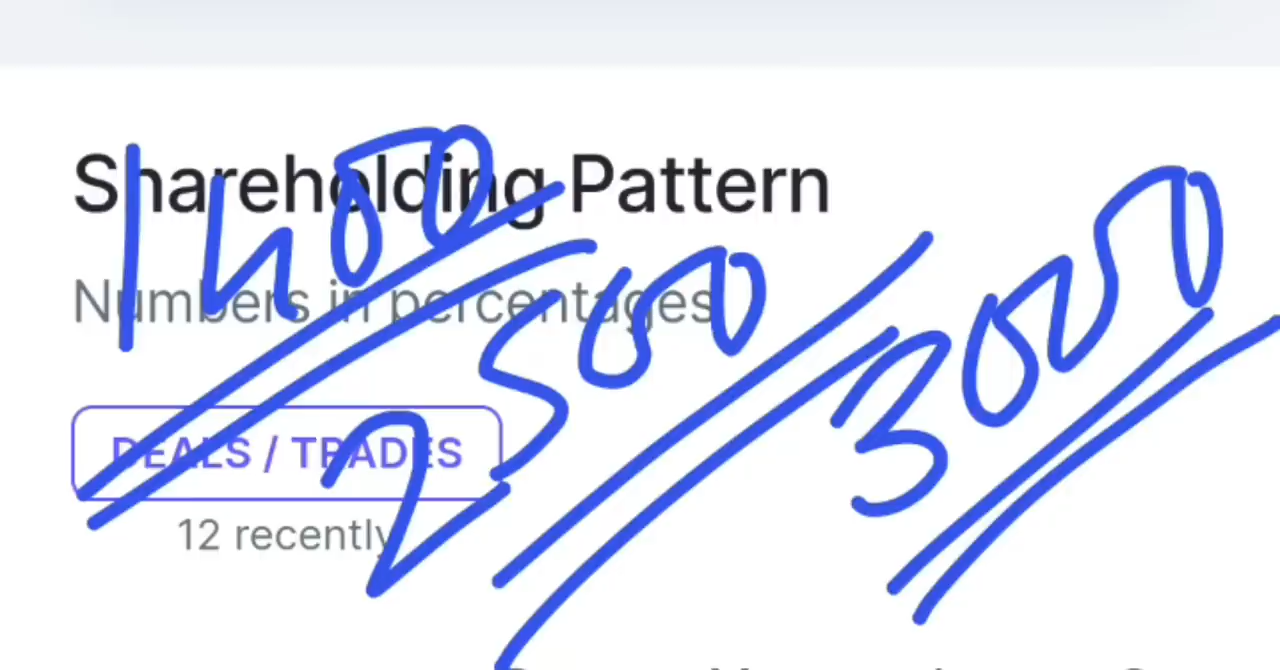 Shareholding Pattern
Numbers in percentages
DEALS / TRADES
12 recently
1400
2500
3000